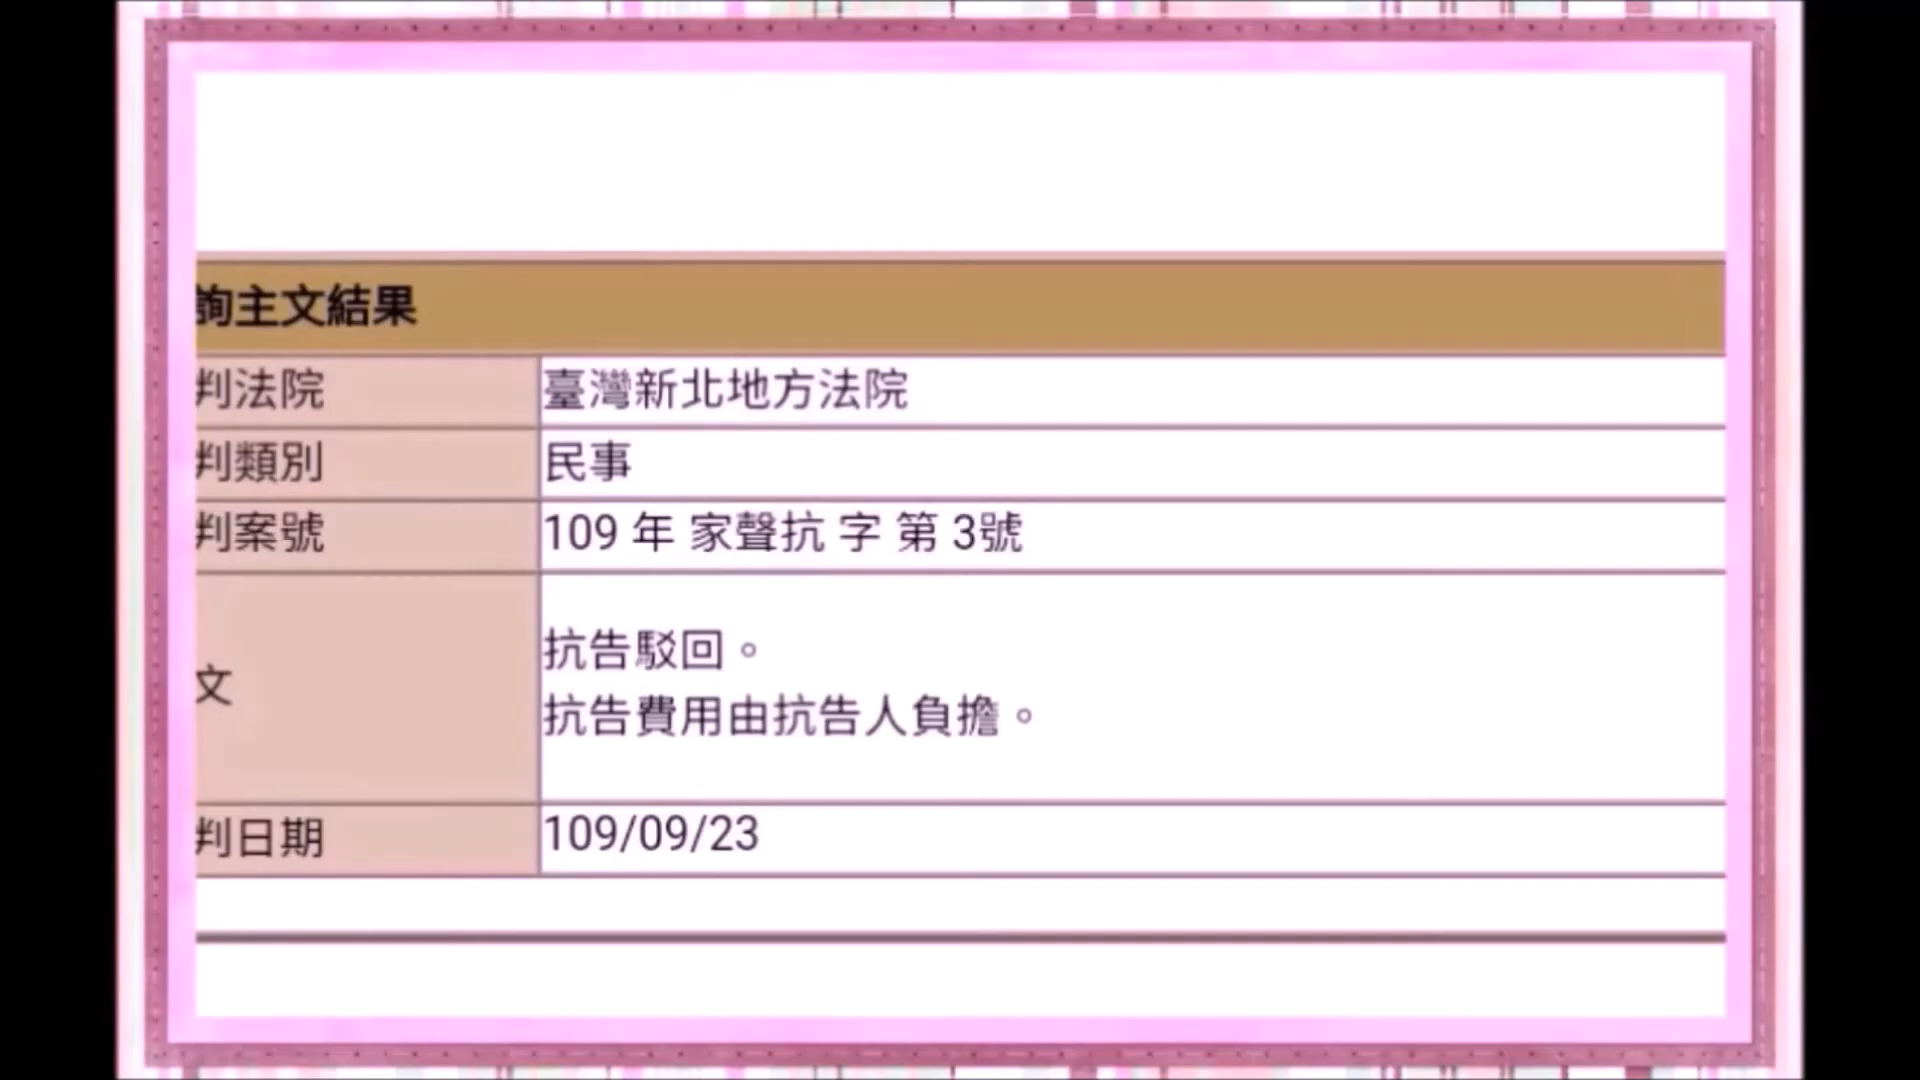 詢主文結果
判法院 臺灣新北地方法院
判類別 民事
判案號 109 年 家聲抗 字 第 3號
文 抗告駁回。
抗告費用由抗告人負擔。
判日期 109/09/23